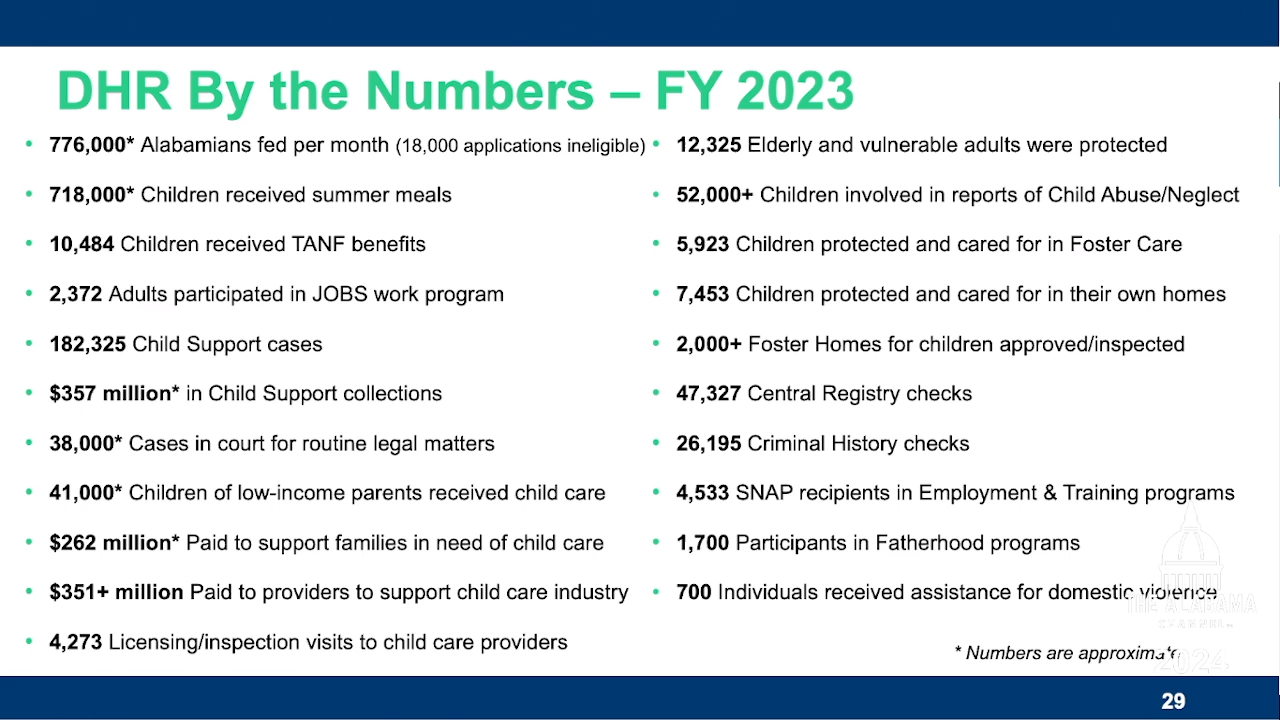 DHR By the Numbers – FY 2023
• 776,000* Alabamians fed per month (18,000 applications ineligible)
• 718,000* Children received summer meals
• 10,484 Children received TANF benefits
• 2,372 Adults participated in JOBS work program
• 182,325 Child Support cases
• $357 million* in Child Support collections
• 38,000* Cases in court for routine legal matters
• 41,000* Children of low-income parents received child care
• $262 million* Paid to support families in need of child care
• $351+ million Paid to providers to support child care industry
• 4,273 Licensing/inspection visits to child care providers
• 12,325 Elderly and vulnerable adults were protected
• 52,000+ Children involved in reports of Child Abuse/Neglect
• 5,923 Children protected and cared for in Foster Care
• 7,453 Children protected and cared for in their own homes
• 2,000+ Foster Homes for children approved/inspected
• 47,327 Central Registry checks
• 26,195 Criminal History checks
• 4,533 SNAP recipients in Employment & Training programs
• 1,700 Participants in Fatherhood programs
• 700 Individuals received assistance for domestic violence
THE ALABAMA
CHANNEL
2024
* Numbers are approximate
29